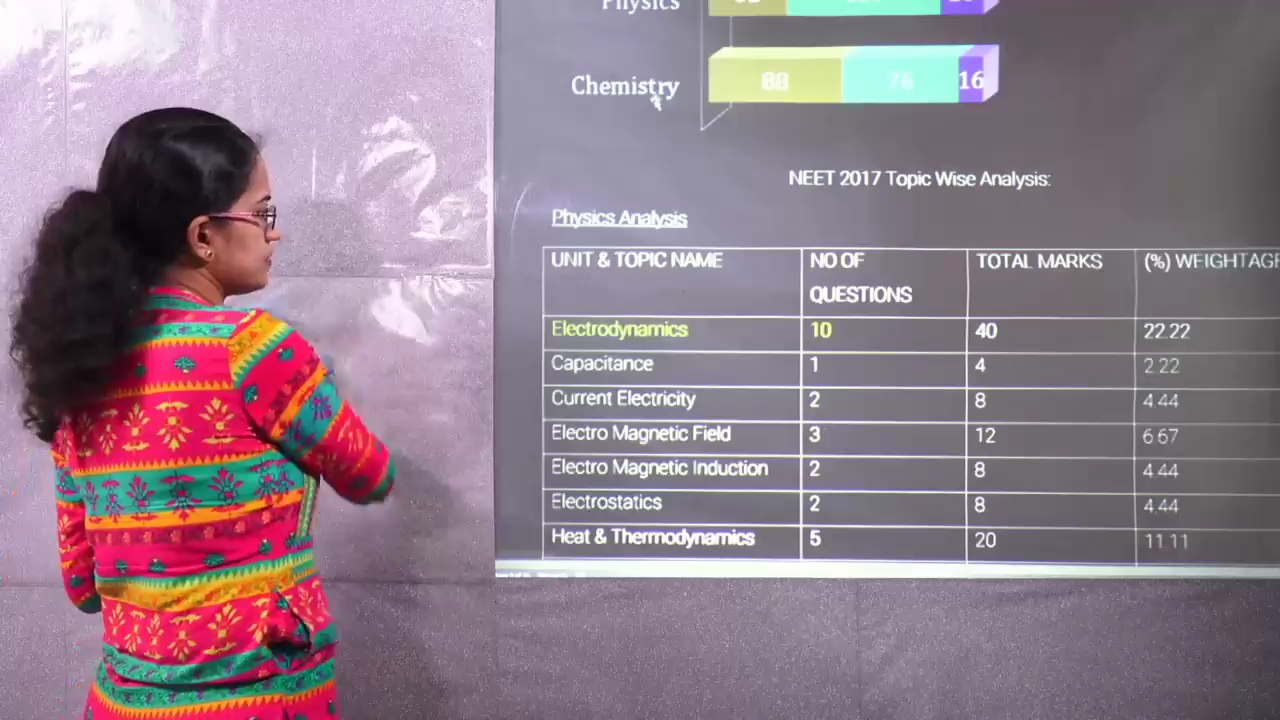 Physics
Chemistry 88 76 16
NEET 2017 Topic Wise Analysis:
Physics Analysis
UNIT & TOPIC NAME NO OF QUESTIONS TOTAL MARKS (%) WEIGHTAGE
Electrodynamics 10 40 22.22
Capacitance 1 4 2.22
Current Electricity 2 8 4.44
Electro Magnetic Field 3 12 6.67
Electro Magnetic Induction 2 8 4.44
Electrostatics 2 8 4.44
Heat & Thermodynamics 5 20 11.11